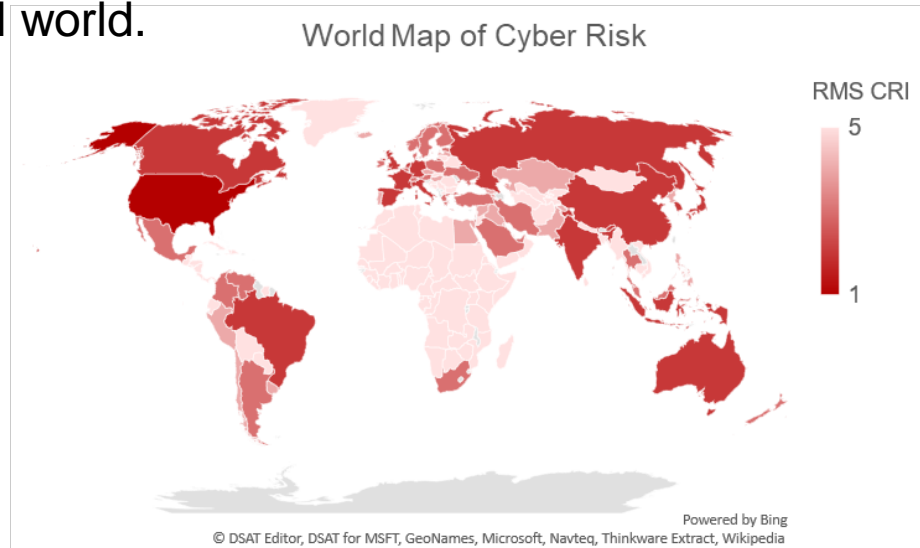 l world.
World Map of Cyber Risk
RMS CRI
5
1
Powered by Bing
© DSAT Editor, DSAT for MSFT, GeoNames, Microsoft, Navteq, Thinkware Extract, Wikipedia